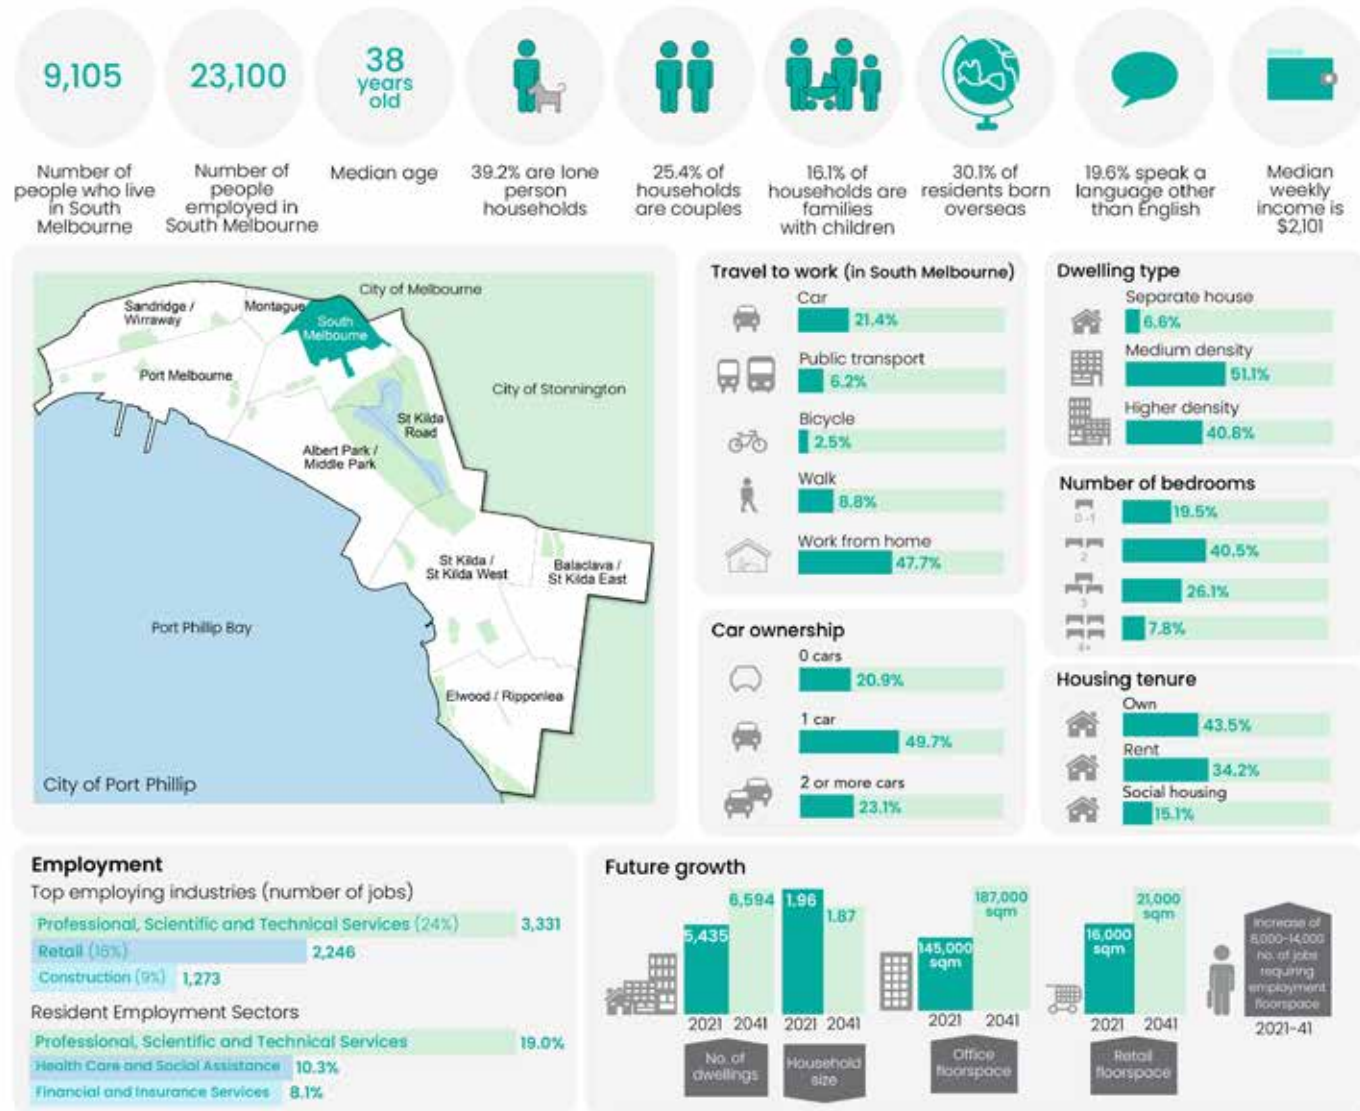 9,105
23,100
38
years
old
Number of
people who live
in South
Melbourne
Number of
people
employed in
South Melbourne
Median age
39.2% are lone
person
households
25.4% of
households
are couples
16.1% of
households are
families
with children
30.1% of
residents born
overseas
19.6% speak a
language other
than English
Median
weekly
income is
$2,101
City of Melbourne
Sandridge /
Wirraway
Montague
South
Melbourne
Port Melbourne
City of Stonnington
St Kilda
Road
Albert Park /
Middle Park
St Kilda /
St Kilda West
Balaclava /
St Kilda East
Port Phillip Bay
Elwood / Ripponlea
City of Port Phillip
Travel to work (in South Melbourne)
Car
21.4%
Public transport
6.2%
Bicycle
2.5%
Walk
8.8%
Work from home
47.7%
Car ownership
0 cars
20.9%
1 car
49.7%
2 or more cars
23.1%
Dwelling type
Separate house
6.6%
Medium density
51.1%
Higher density
40.8%
Number of bedrooms
0-1
19.5%
2
40.5%
3
26.1%
4+
7.8%
Housing tenure
Own
43.5%
Rent
34.2%
Social housing
15.1%
Employment
Top employing industries (number of jobs)
Professional, Scientific and Technical Services (24%) 3,331
Retail (16%) 2,246
Construction (9%) 1,273
Resident Employment Sectors
Professional, Scientific and Technical Services 19.0%
Health Care and Social Assistance 10.3%
Financial and Insurance Services 8.1%
Future growth
5,435
6,594
2021 2041
No. of
dwellings
1.96
1.87
2021 2041
Household
size
145,000
sqm
187,000
sqm
2021 2041
Office
floorspace
16,000
sqm
21,000
sqm
2021 2041
Retail
floorspace
Increase of
no. of jobs
requiring
employment
floorspace
2021-41